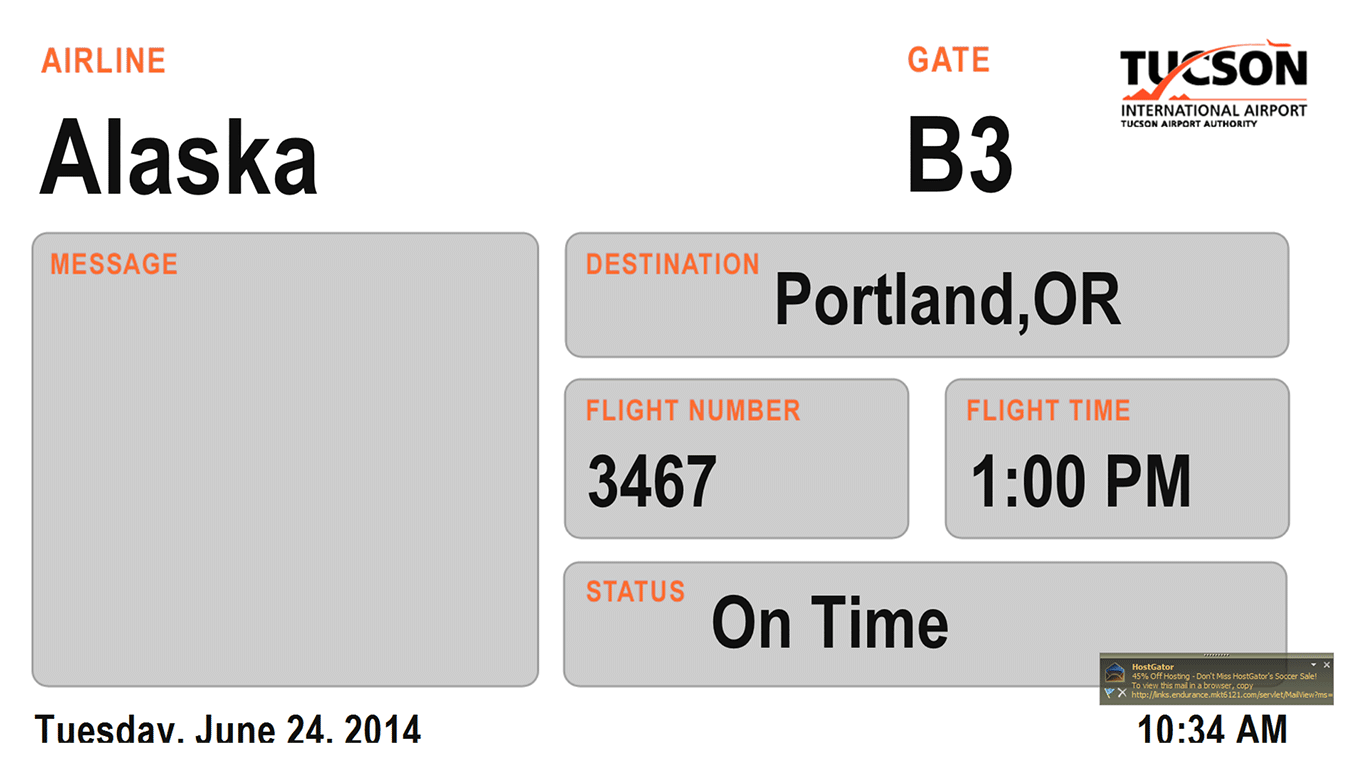 AIRLINE
GATE
TUCSON
INTERNATIONAL AIRPORT
TUCSON AIRPORT AUTHORITY
Alaska
B3
MESSAGE
DESTINATION
Portland,OR
FLIGHT NUMBER
FLIGHT TIME
3467
1:00 PM
STATUS
On Time
HostGator
45% Off Hosting - Don't Miss HostGator's Soccer Sale!
To view this mail in a browser, copy
http://links.endurance.mkt6121.com/servlet/MailView?ms=
Tuesday, June 24, 2014
10:34 AM